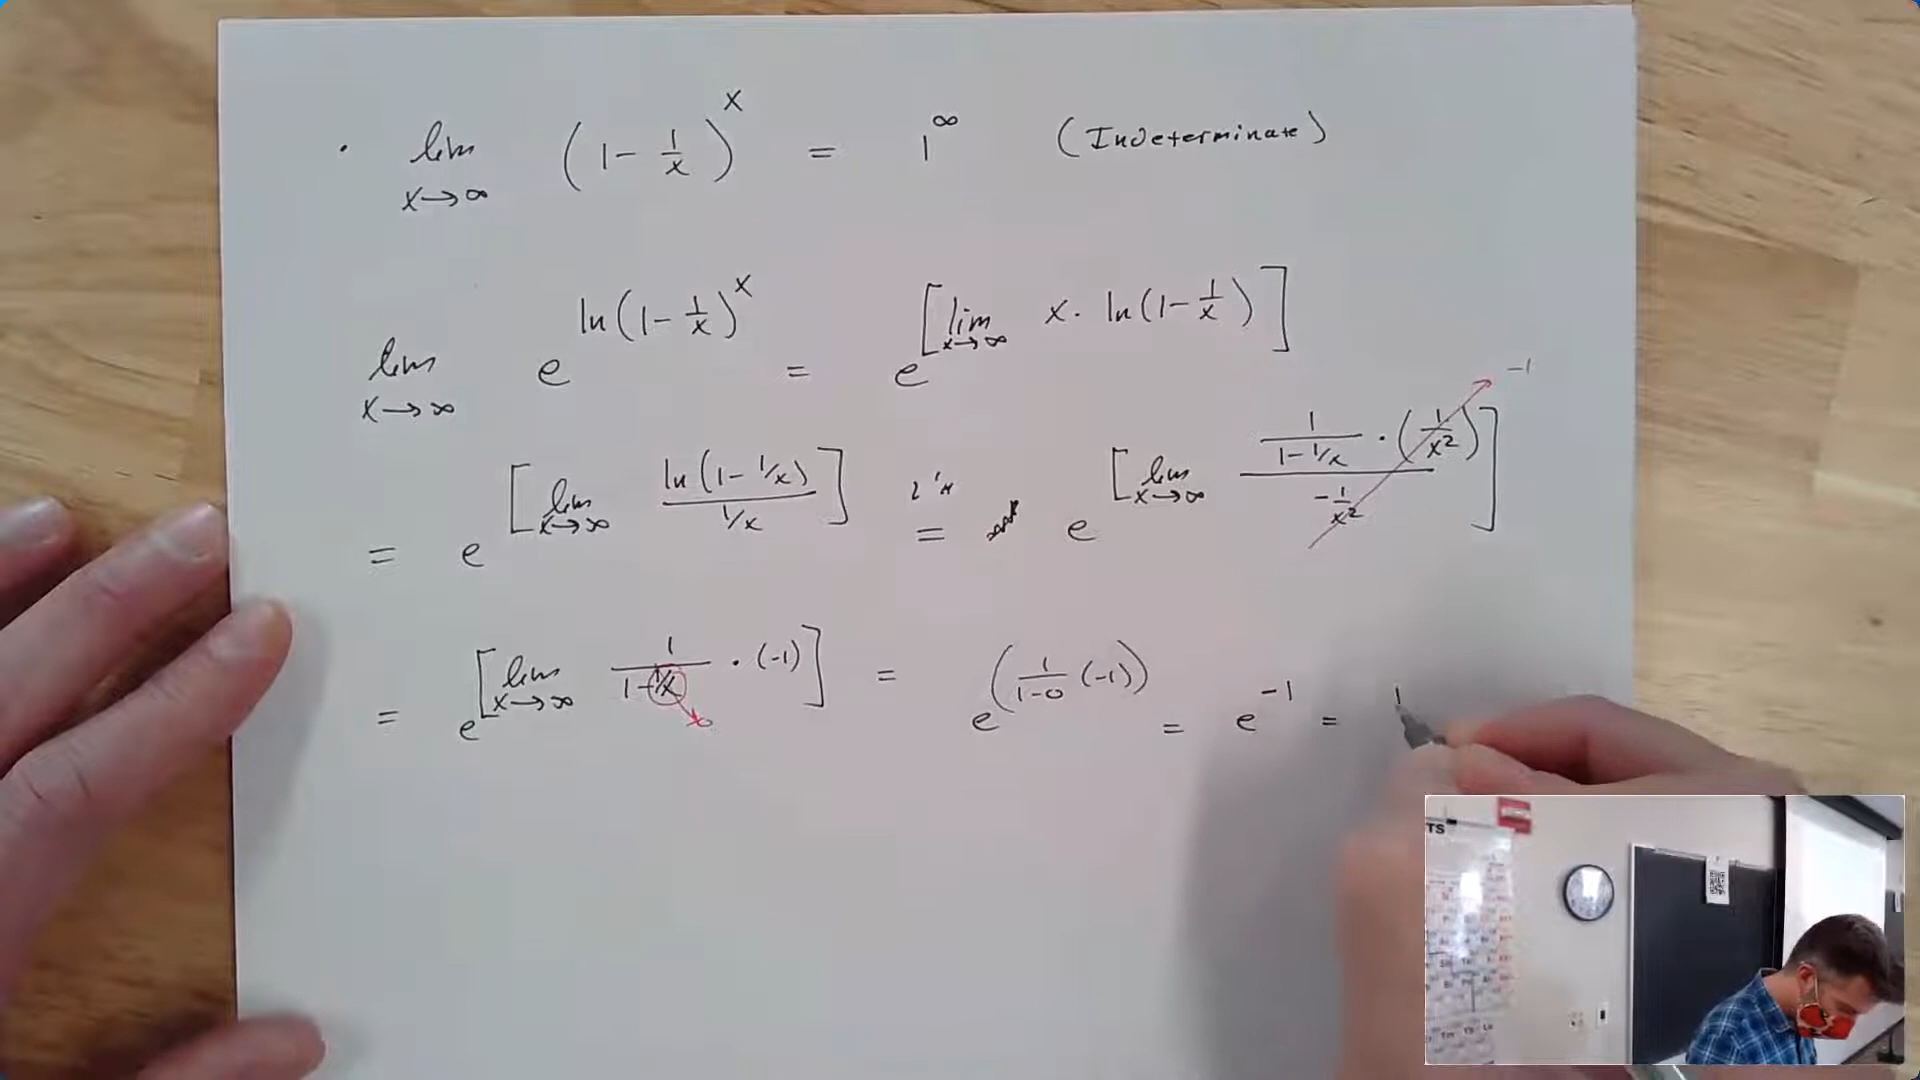 • lim x→∞ (1 - 1/x)^x = 1^∞ (Indeterminate)
lim x→∞ e^ln(1 - 1/x)^x = e^[lim x→∞ x · ln(1 - 1/x)]
= e^[lim x→∞ ln(1 - 1/x) / 1/x] L'H = e^[lim x→∞ 1/(1 - 1/x) · (1/x²) / -1/x²] -1
= e^[lim x→∞ 1/(1 - 1/x) · (-1)] = e^(1/(1-0) (-1)) = e^-1 = 1
0
TS